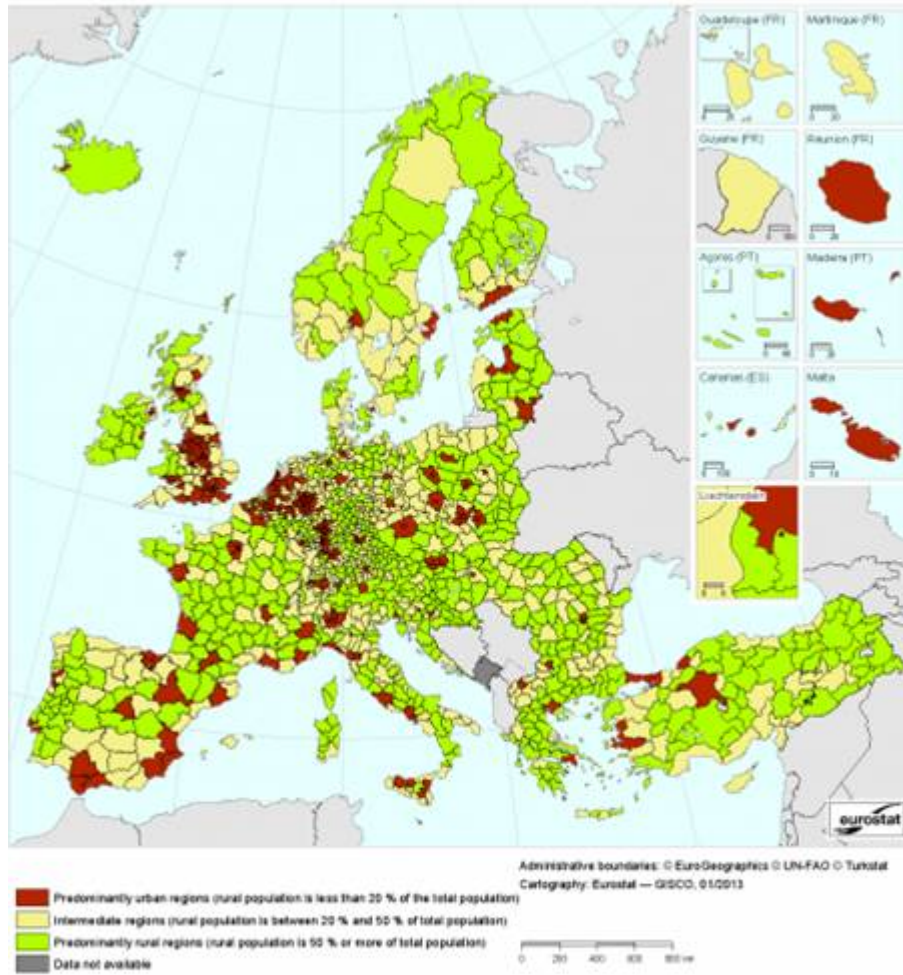 Guadeloupe (FR)
Martinique (FR)
Guyane (FR)
Réunion (FR)
Açores (PT)
Madeira (PT)
Canarias (ES)
Malta
Liechtenstein
eurostat
Administrative boundaries: © EuroGeographics © UN-FAO © Turkstat
Cartography: Eurostat — GISCO, 01/2013
Predominantly urban regions (rural population is less than 20 % of the total population)
Intermediate regions (rural population is between 20 % and 50 % of total population)
Predominantly rural regions (rural population is 50 % or more of total population)
Data not available
0 200 400 600 800 km